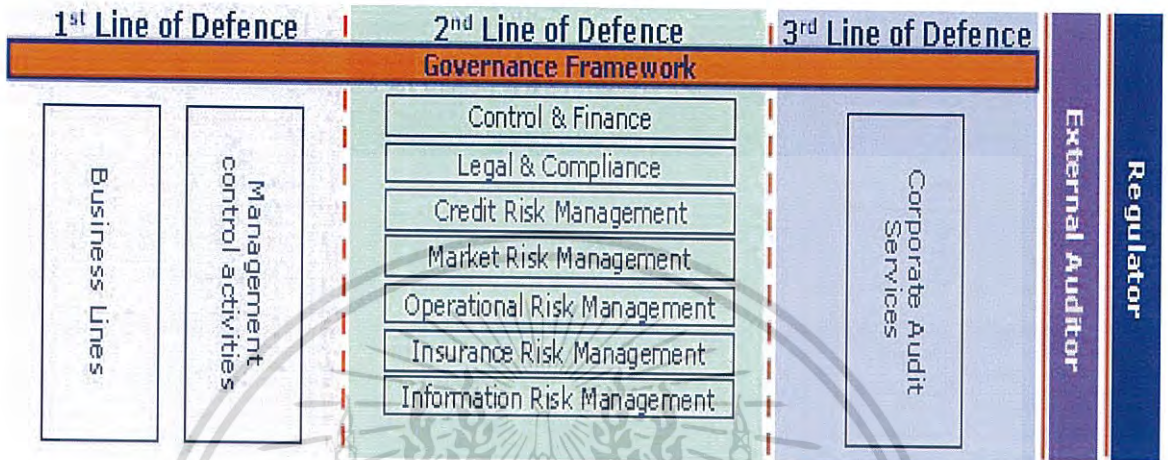 1st Line of Defence
2nd Line of Defence
3rd Line of Defence
Governance Framework
Business Lines
Management
control activities
Control & Finance
Legal & Compliance
Credit Risk Management
Market Risk Management
Operational Risk Management
Insurance Risk Management
Information Risk Management
Corporate Audit
Services
External Auditor
Regulator